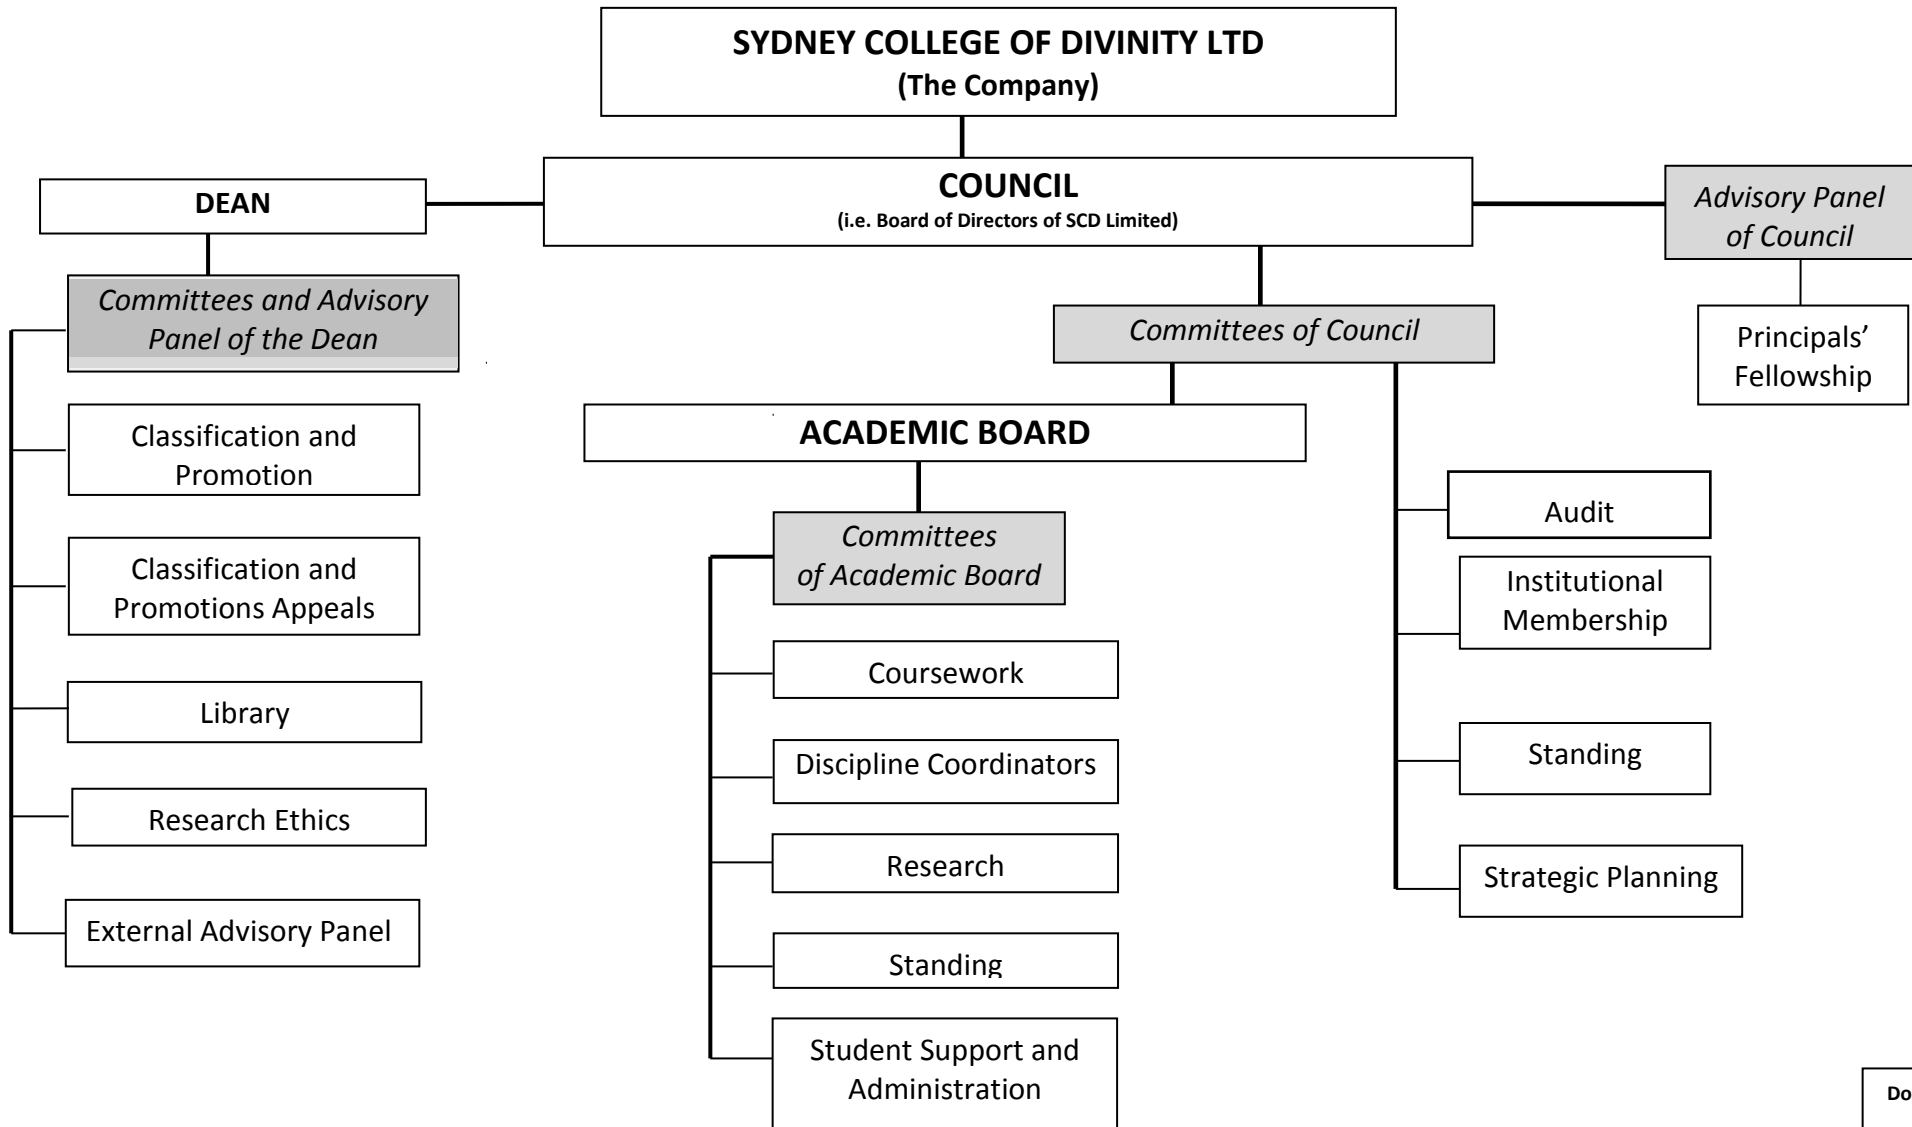 SYDNEY COLLEGE OF DIVINITY LTD
(The Company)
DEAN
COUNCIL
(i.e. Board of Directors of SCD Limited)
Advisory Panel
of Council
Committees and Advisory
Panel of the Dean
Committees of Council
Principals’
Fellowship
Classification and
Promotion
ACADEMIC BOARD
Audit
Classification and
Promotions Appeals
Committees
of Academic Board
Institutional
Membership
Library
Coursework
Standing
Research Ethics
Discipline Coordinators
Strategic Planning
External Advisory Panel
Research
Standing
Student Support and
Administration